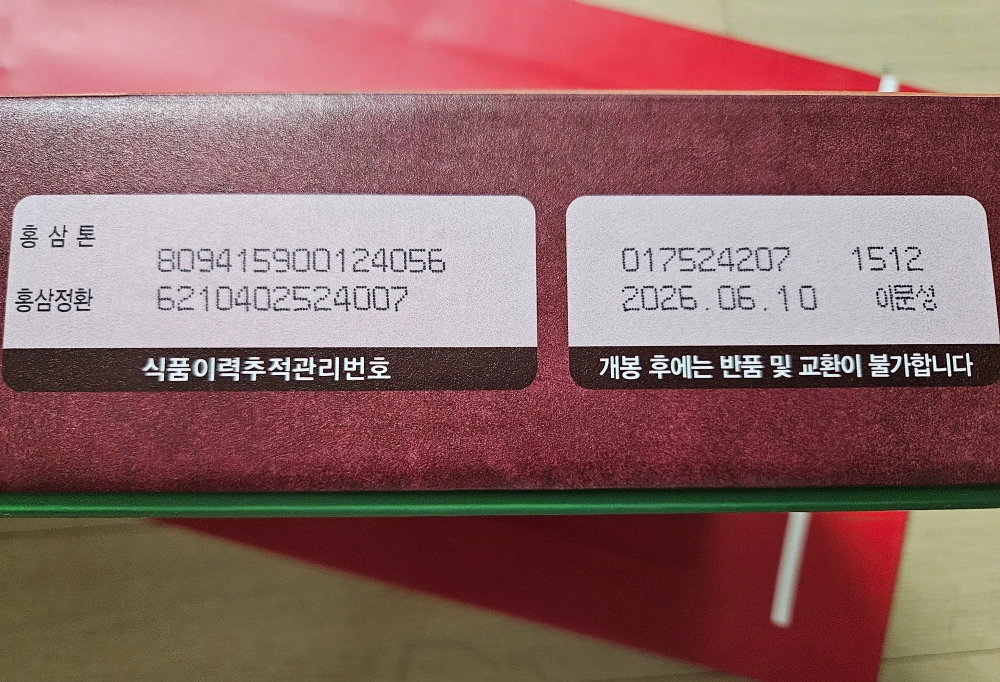 홍 삼 톤
809415900124056
홍삼정환 6210402524007
식품이력추적관리번호
017524207 1512
2026.06.10 이문성
개봉 후에는 반품 및 교환이 불가합니다